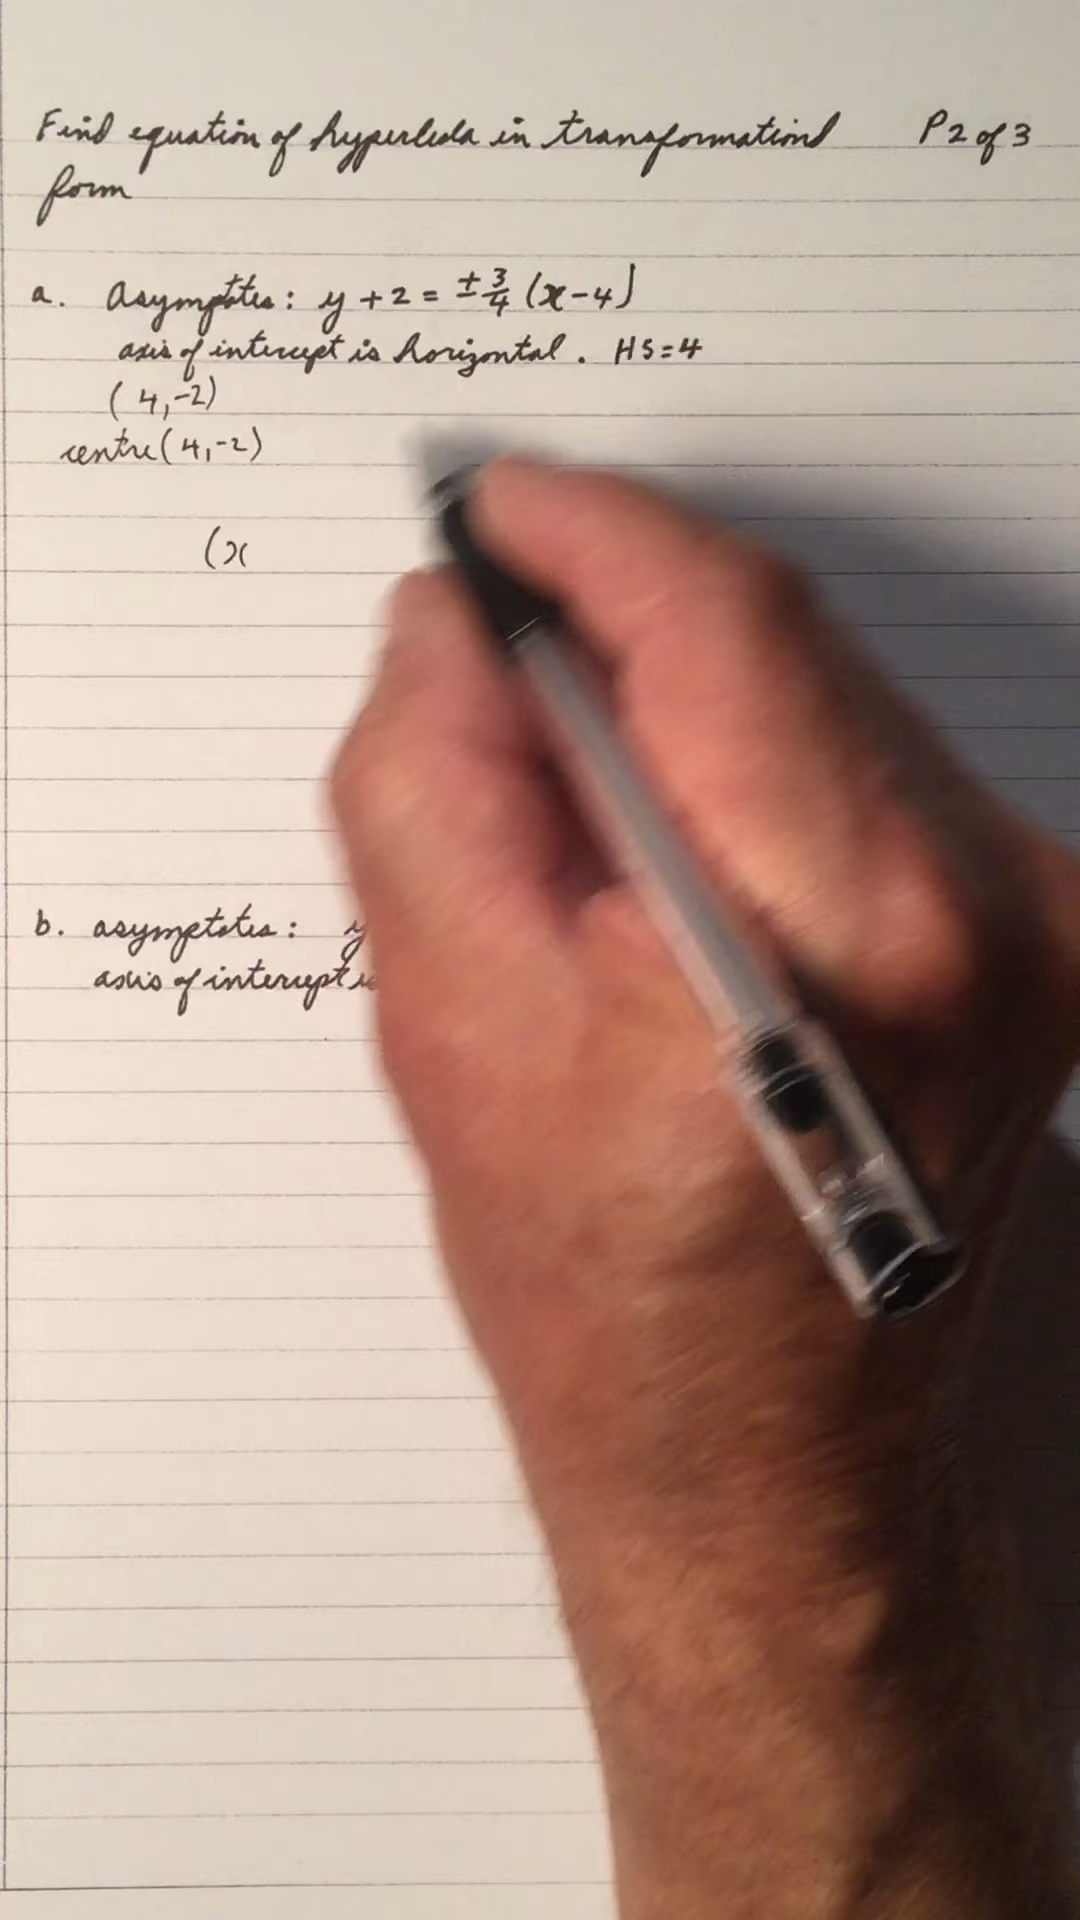 Find equation of hyperbola in transformational P2 of 3
form
a. Asymptotes: y + 2 = ± 3/4 (x - 4)
axis of intercept is horizontal. HS = 4
(4, -2)
centre (4, -2)
(x
b. asymptotes: y
axis of intercept is